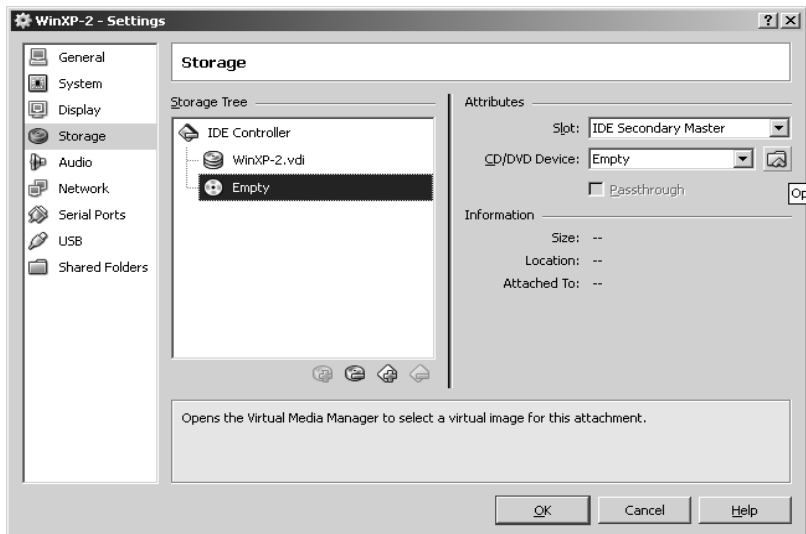 WinXP-2 - Settings
General
System
Display
Storage
Audio
Network
Serial Ports
USB
Shared Folders
Storage
Storage Tree
IDE Controller
WinXP-2.vdi
Empty
Attributes
Slot: IDE Secondary Master
CD/DVD Device: Empty
Passthrough
Op
Information
Size: --
Location: --
Attached To: --
Opens the Virtual Media Manager to select a virtual image for this attachment.
OK Cancel Help